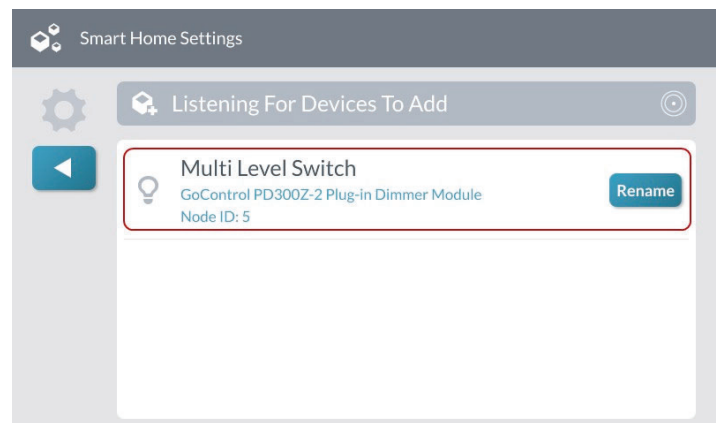 Smart Home Settings
Listening For Devices To Add
Multi Level Switch
GoControl PD300Z-2 Plug-in Dimmer Module
Node ID: 5
Rename